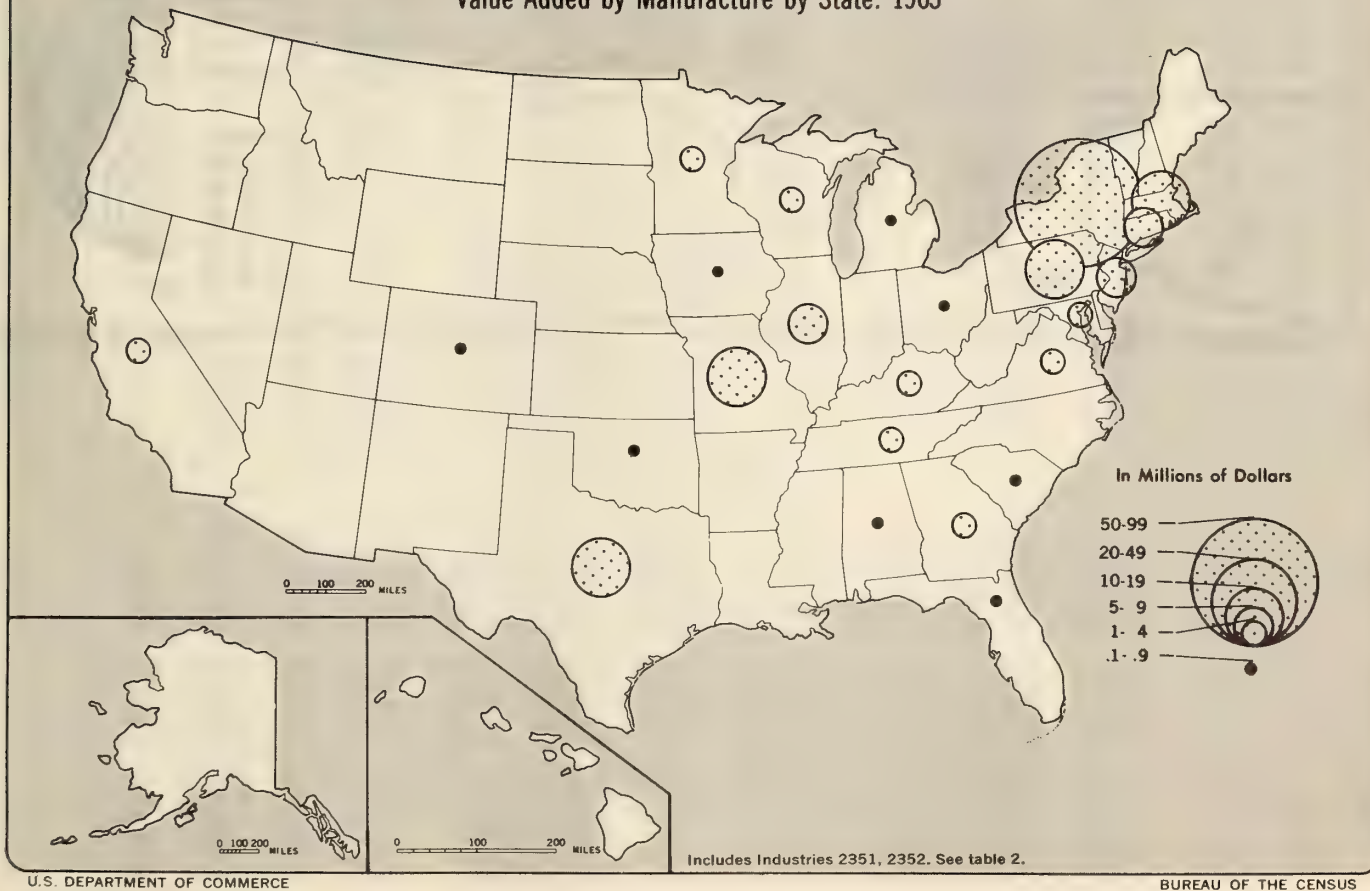 Value Added by Manufacture by State: 1963
In Millions of Dollars
50-99
20-49
10-19
5- 9
1- 4
.1- .9
0 100 200 MILES
0 100 200 MILES
0 100 200 MILES
Includes Industries 2351, 2352. See table 2.
U.S. DEPARTMENT OF COMMERCE
BUREAU OF THE CENSUS